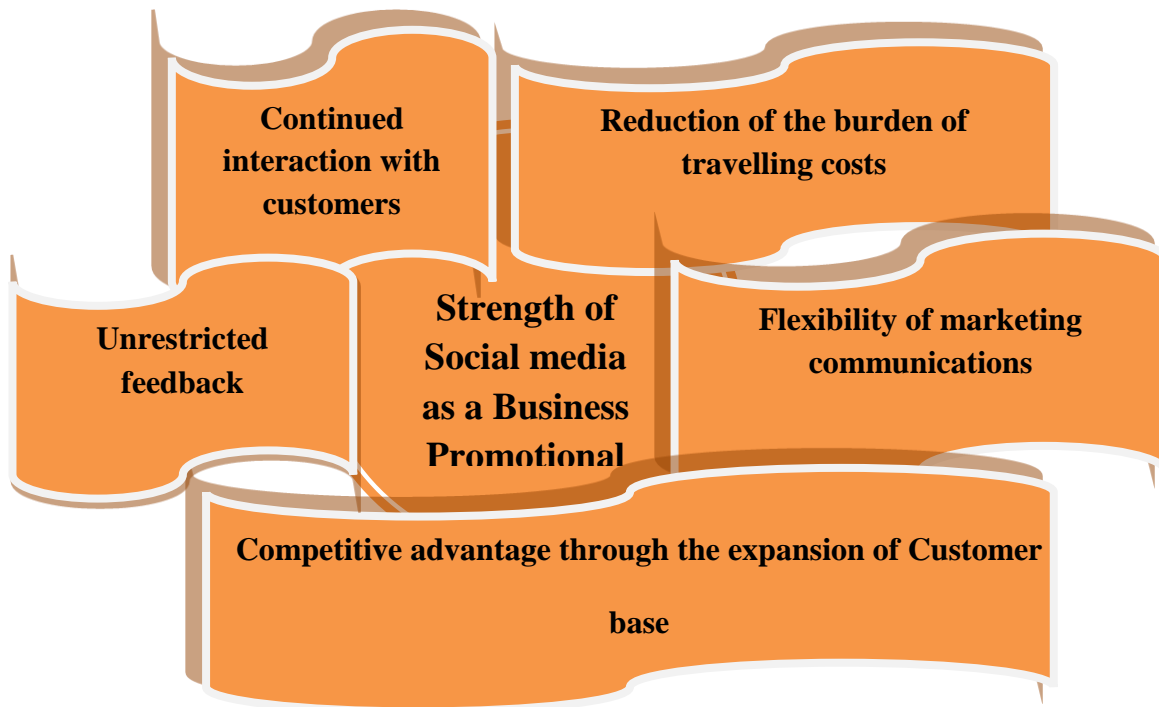 Continued
interaction with
customers
Reduction of the burden of
travelling costs
Unrestricted
feedback
Strength of
Social media
as a Business
Promotional
Flexibility of marketing
communications
Competitive advantage through the expansion of Customer
base